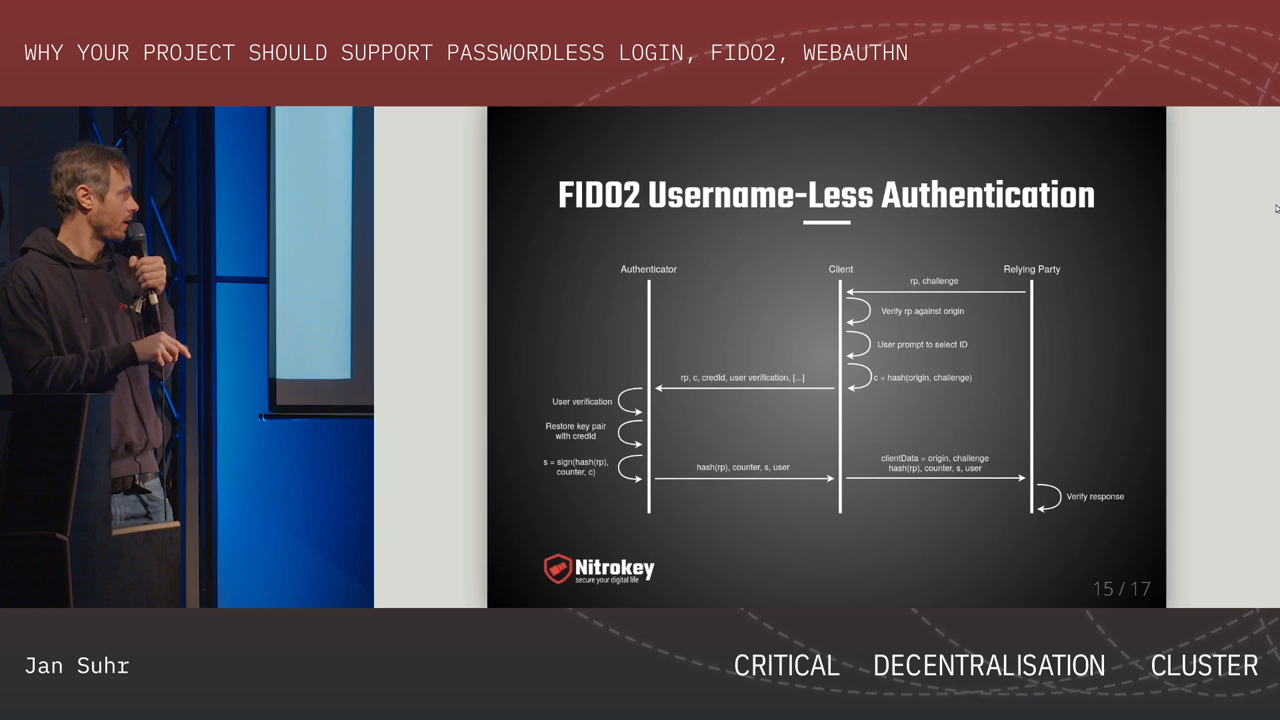 WHY YOUR PROJECT SHOULD SUPPORT PASSWORDLESS LOGIN, FIDO2, WEBAUTHN
FIDO2 Username-Less Authentication
Authenticator
Client
Relying Party
rp, challenge
Verify rp against origin
User prompt to select ID
c = hash(origin, challenge)
rp, c, credId, user verification, [...]
User verification
Restore key pair
with credId
s = sign(hash(rp),
counter, c)
hash(rp), counter, s, user
clientData = origin, challenge
hash(rp), counter, s, user
Verify response
Nitrokey
secure your digital life
15 / 17
Jan Suhr
CRITICAL DECENTRALISATION CLUSTER